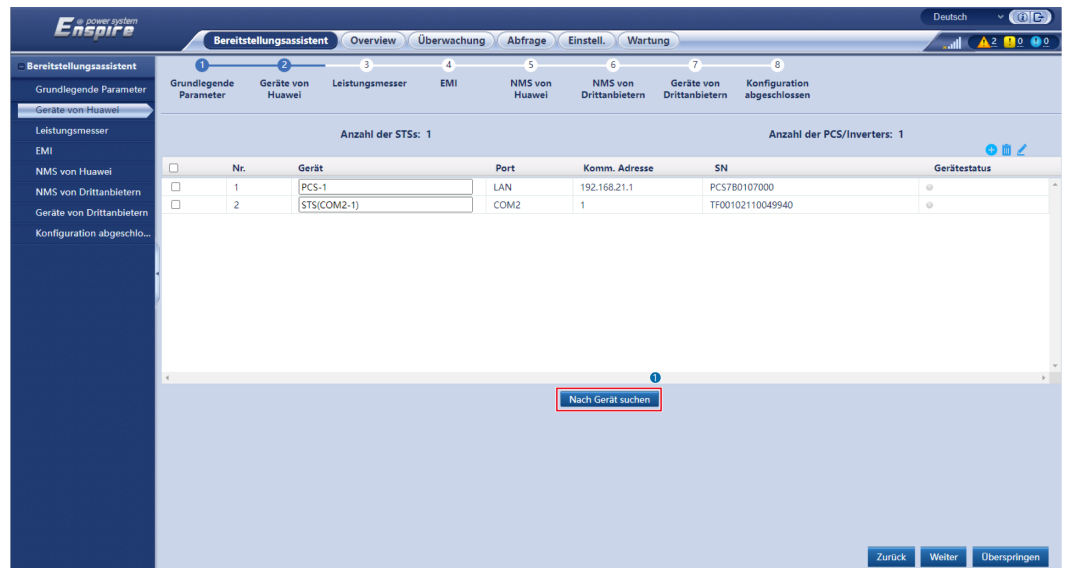 e power system
Enspire
Deutsch
Bereitstellungsassistent Overview Überwachung Abfrage Einstell. Wartung
2 0 0
Bereitstellungsassistent
Grundlegende Parameter
Geräte von Huawei
Leistungsmesser
EMI
NMS von Huawei
NMS von Drittanbietern
Geräte von Drittanbietern
Konfiguration abgeschlo...
1 2 3 4 5 6 7 8
Grundlegende Geräte von Leistungsmesser EMI NMS von NMS von Geräte von Konfiguration
Parameter Huawei Huawei Drittanbietern Drittanbietern abgeschlossen
Anzahl der STSs: 1 Anzahl der PCS/Inverters: 1
Nr. Gerät Port Komm. Adresse SN Gerätestatus
1 PCS-1 LAN 192.168.21.1 PCS7B0107000
2 STS(COM2-1) COM2 1 TF00102110049940
1
Nach Gerät suchen
Zurück Weiter Überspringen